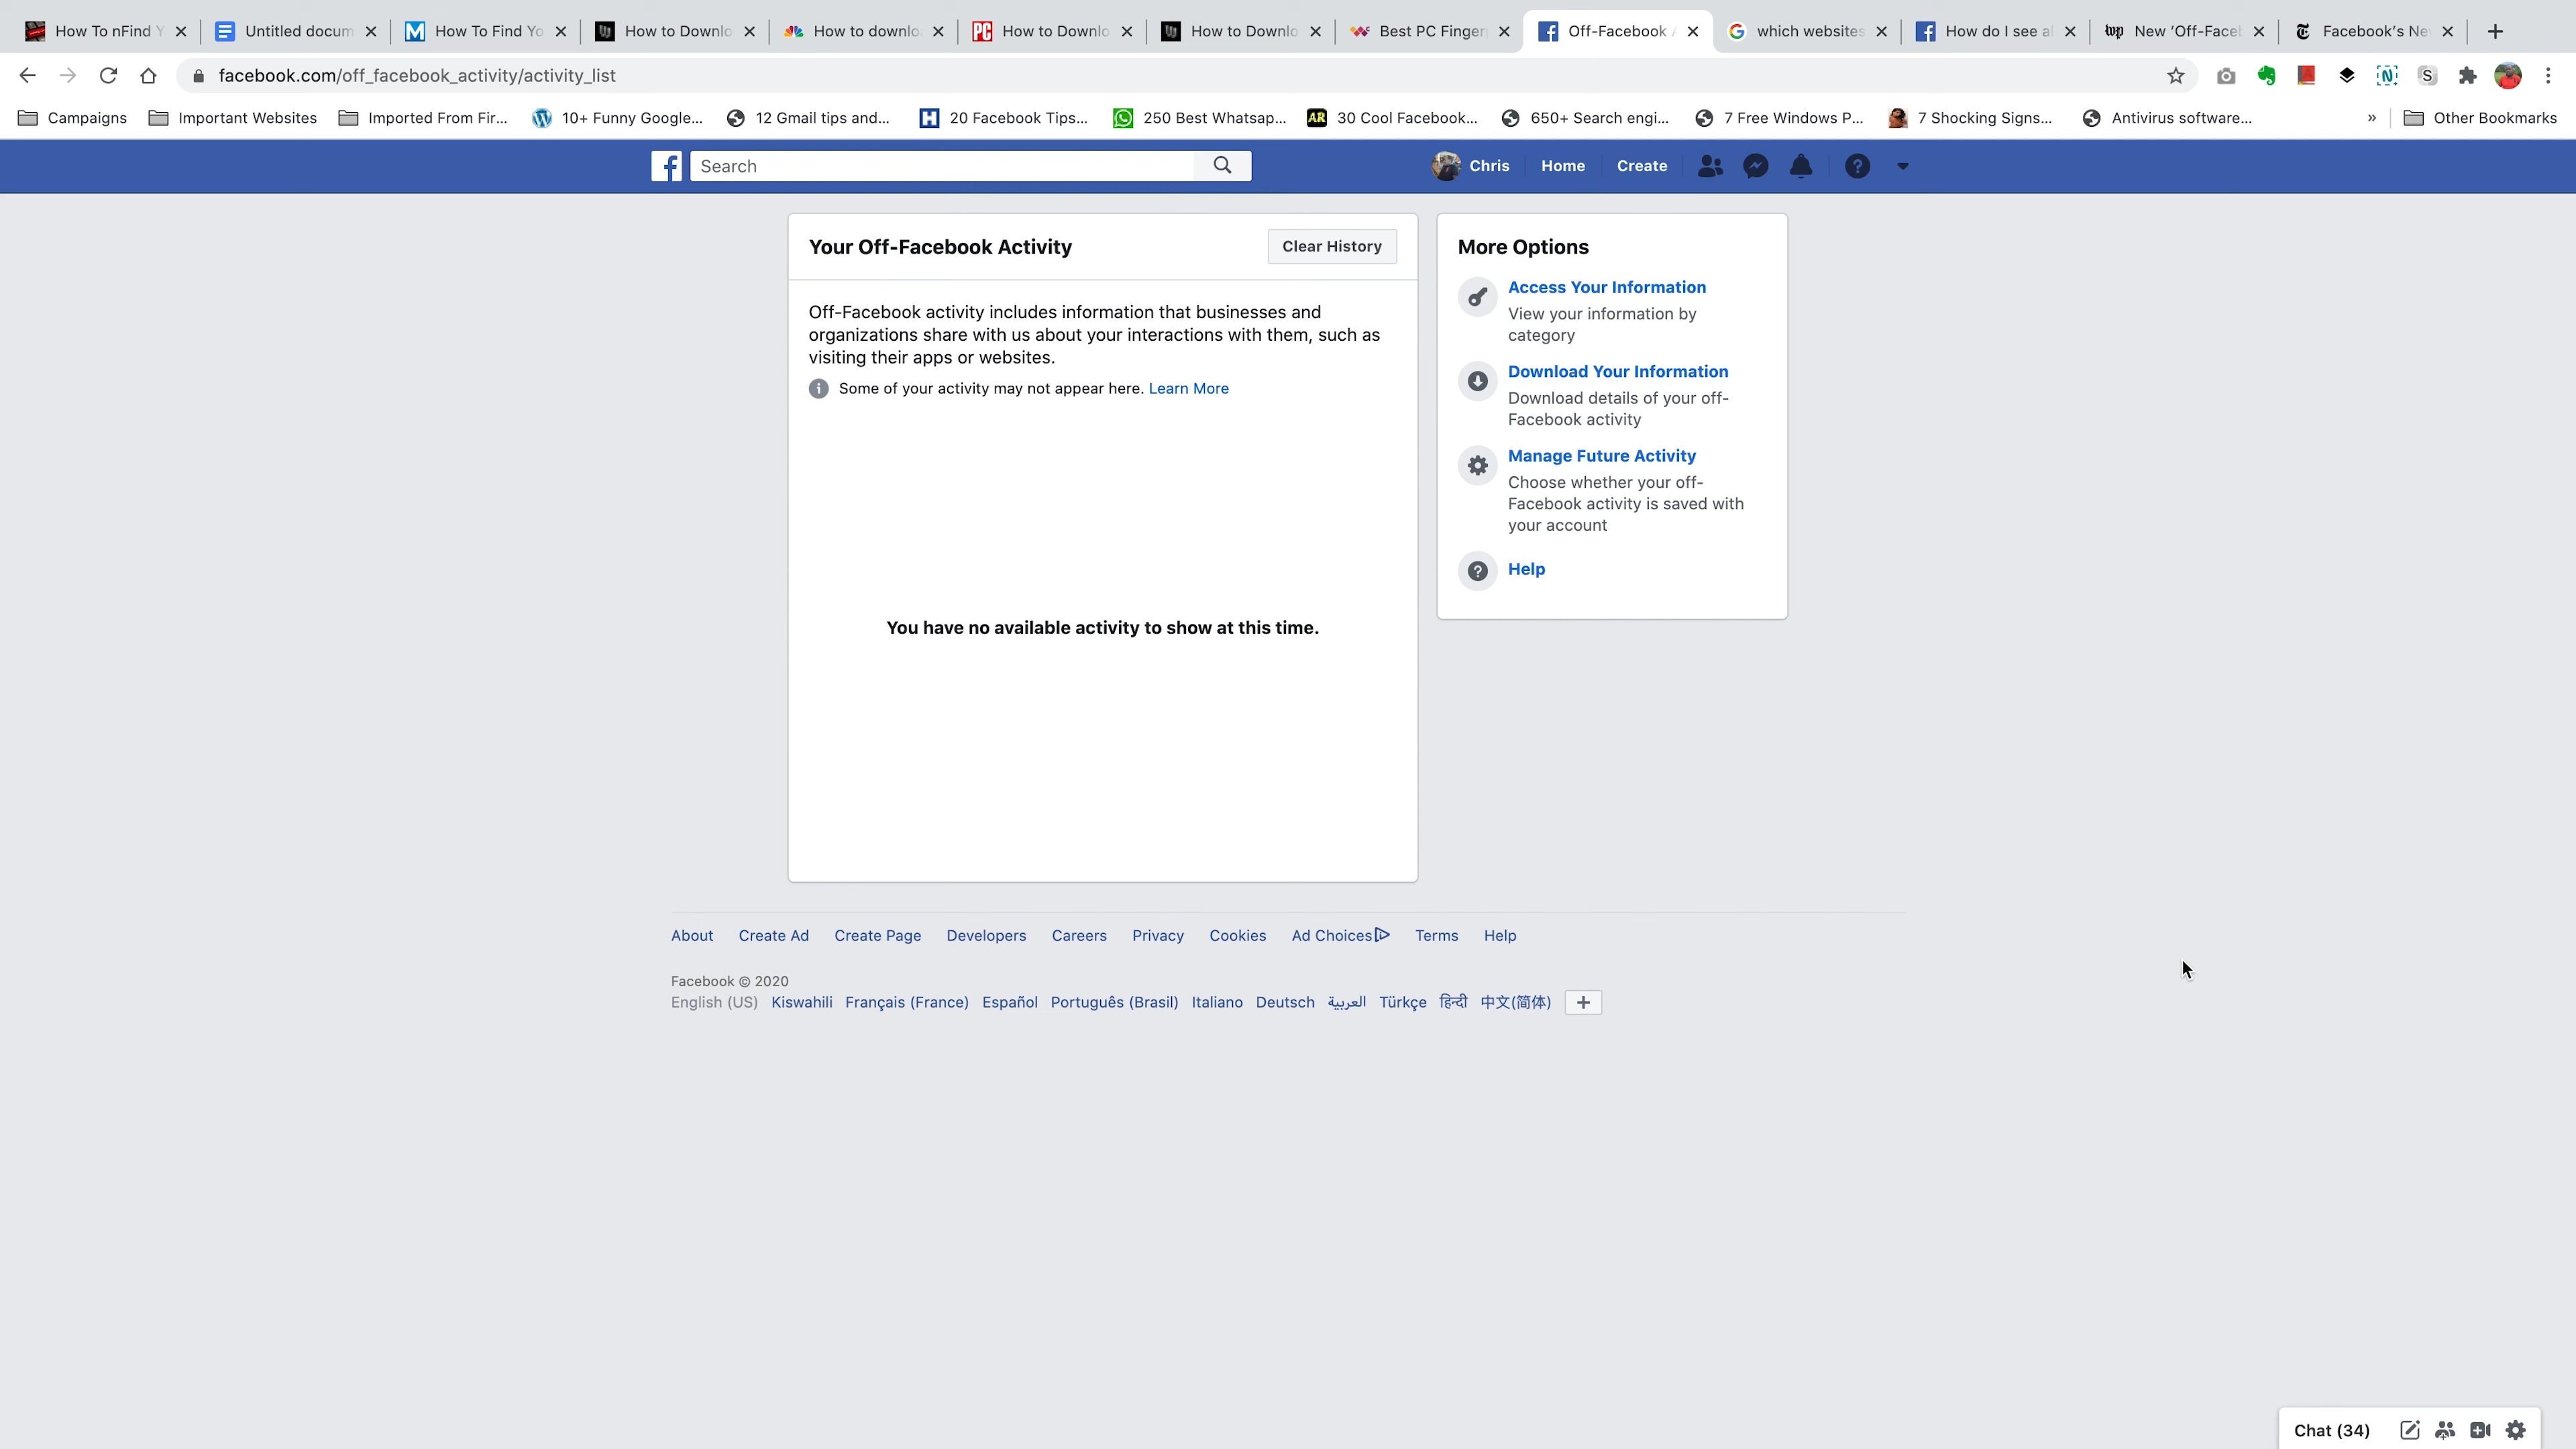 How To nFind Y
Untitled docum
How To Find Yo
How to Downlo
How to downlo
How to Downlo
How to Downlo
Best PC Finger
Off-Facebook A
which websites
How do I see al
New 'Off-Faceb
Facebook's Ne
facebook.com/off_facebook_activity/activity_list
Campaigns
Important Websites
Imported From Fir...
10+ Funny Google...
12 Gmail tips and...
20 Facebook Tips...
250 Best Whatsap...
30 Cool Facebook...
650+ Search engi...
7 Free Windows P...
7 Shocking Signs...
Antivirus software...
»
Other Bookmarks
Search
Chris
Home
Create
Your Off-Facebook Activity
Clear History
Off-Facebook activity includes information that businesses and
organizations share with us about your interactions with them, such as
visiting their apps or websites.
Some of your activity may not appear here. Learn More
You have no available activity to show at this time.
More Options
Access Your Information
View your information by
category
Download Your Information
Download details of your off-
Facebook activity
Manage Future Activity
Choose whether your off-
Facebook activity is saved with
your account
Help
About Create Ad Create Page Developers Careers Privacy Cookies Ad Choices Terms Help
Facebook © 2020
English (US) Kiswahili Français (France) Español Português (Brasil) Italiano Deutsch العربية Türkçe हिन्दी 中文(简体)
Chat (34)